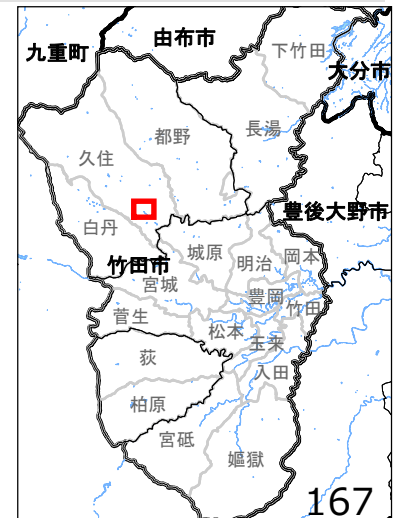 由布市
九重町
下竹田
大分市
長湯
都野
久住
白丹
豊後大野市
城原
岡本
明治
竹田市
宮城
豊岡
竹田
菅生
松本
玉来
荻
入田
柏原
宮砥
嫗獄
167